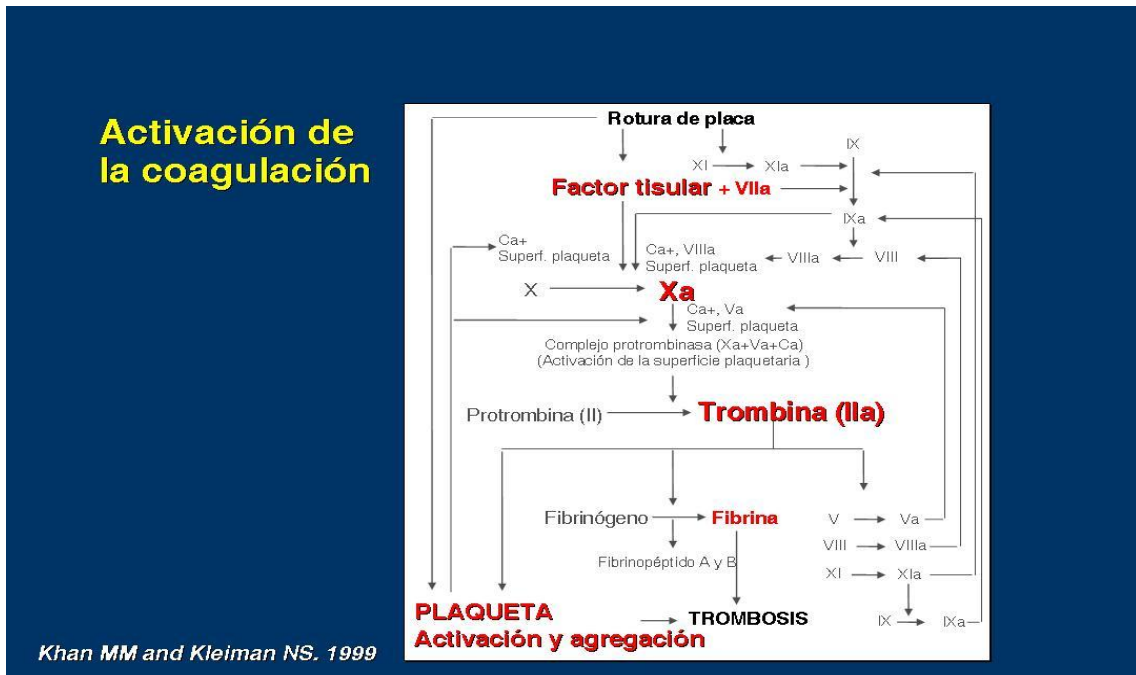 Activación de
la coagulación
Rotura de placa
IX
XI XIa
Factor tisular + VIIa
IXa
Ca+
Superf. plaqueta
Ca+, VIIIa
Superf. plaqueta
VIIIa VIII
X Xa
Ca+, Va
Superf. plaqueta
Complejo protrombinasa (Xa+Va+Ca)
(Activación de la superficie plaquetaria )
Protrombina (II) Trombina (IIa)
Fibrinógeno Fibrina
V Va
VIII VIIIa
Fibrinopéptido A y B
XI XIa
PLAQUETA
Activación y agregación
TROMBOSIS
IX IXa
Khan MM and Kleiman NS. 1999